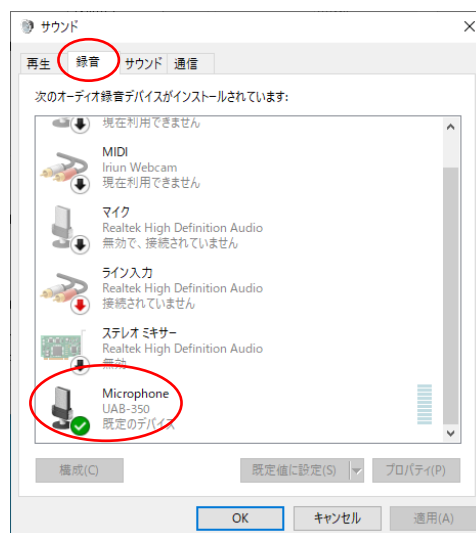 サウンド
再生 録音 サウンド 通信
次のオーディオ録音デバイスがインストールされています:
現在利用できません
MIDI
Iriun Webcam
現在利用できません
マイク
Realtek High Definition Audio
無効で、接続されていません
ライン入力
Realtek High Definition Audio
接続されていません
ステレオ ミキサー
Realtek High Definition Audio
無効
Microphone
UAB-350
既定のデバイス
構成(C) 既定値に設定(S) プロパティ(P)
OK キャンセル 適用(A)